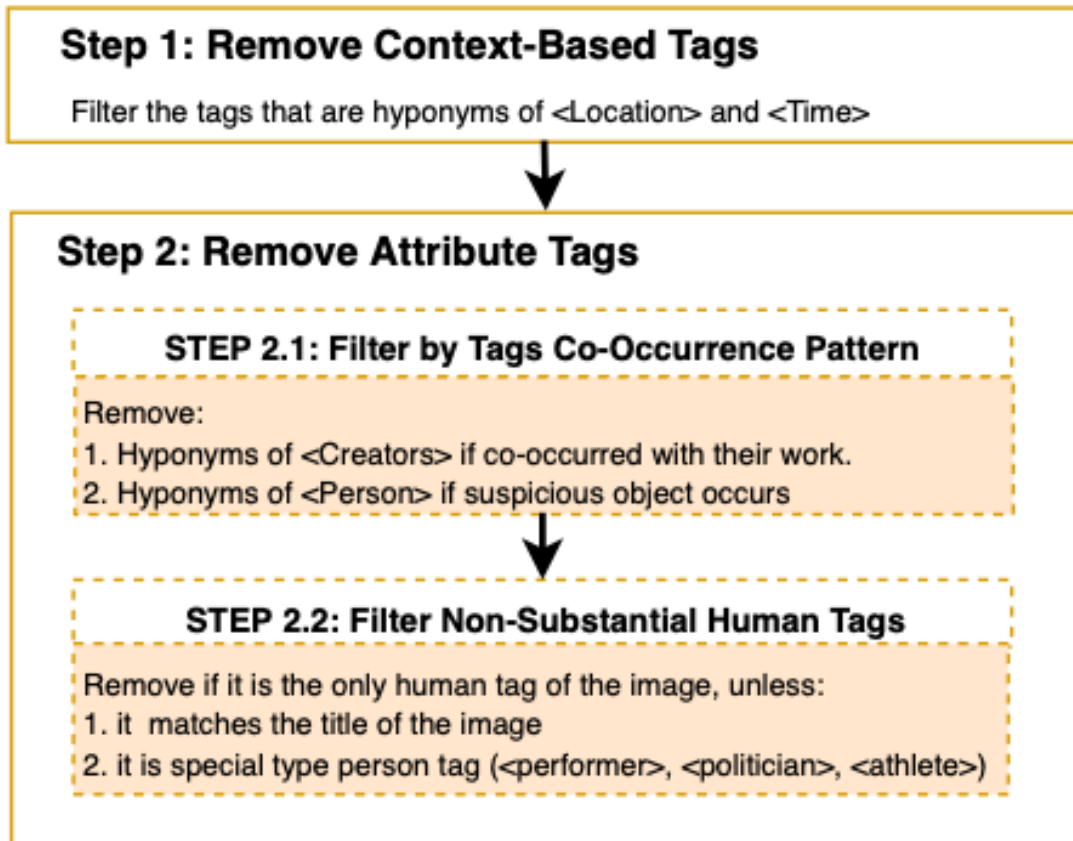 Step 1: Remove Context-Based Tags
Filter the tags that are hyponyms of <Location> and <Time>
Step 2: Remove Attribute Tags
STEP 2.1: Filter by Tags Co-Occurrence Pattern
Remove:
1. Hyponyms of <Creators> if co-occurred with their work.
2. Hyponyms of <Person> if suspicious object occurs
STEP 2.2: Filter Non-Substantial Human Tags
Remove if it is the only human tag of the image, unless:
1. it matches the title of the image
2. it is special type person tag (<performer>, <politician>, <athlete>)